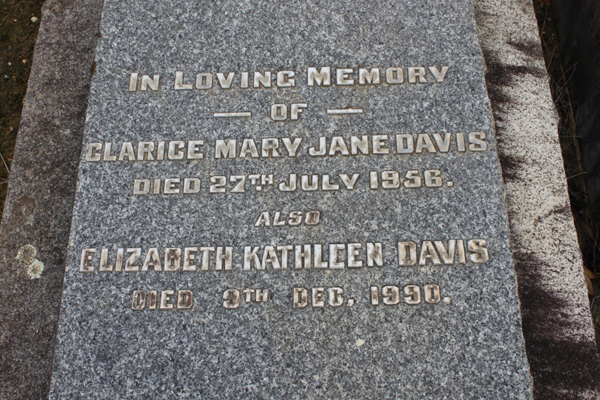 IN LOVING MEMORY
— OF —
CLARICE MARY JANE DAVIS
DIED 27TH JULY 1956.
ALSO
ELIZABETH KATHLEEN DAVIS
DIED 9TH DEC, 1990.